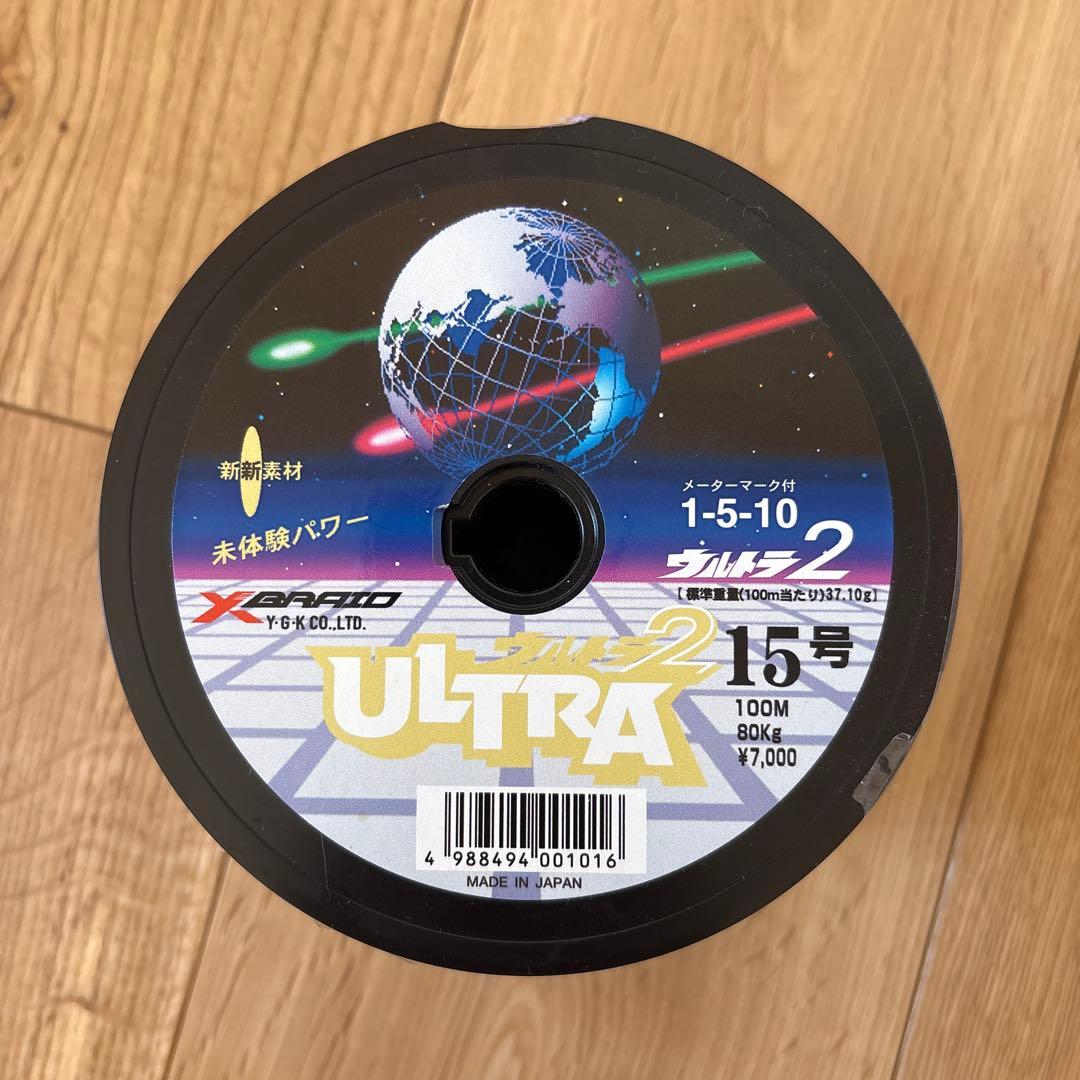 新新素材
未体験パワー
メーターマーク付
1-5-10
ウルトラ2
【標準重量(100m当たり)37.10g】
X BRAID
Y·G·K CO.,LTD.
ウルトラ2
ULTRA
15号
100M
80Kg
¥7,000
4 988494 001016
MADE IN JAPAN